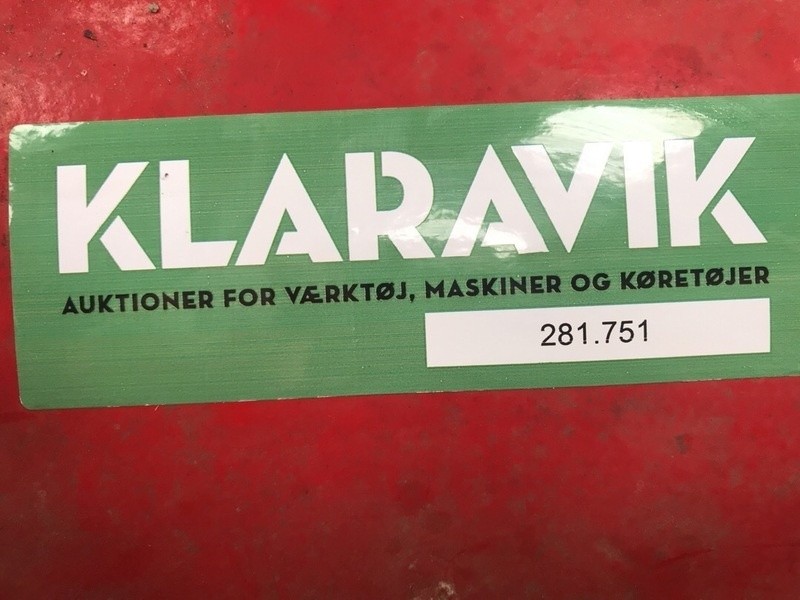 KLARAVIK
AUKTIONER FOR VÆRKTØJ, MASKINER OG KØRETØJER
281.751